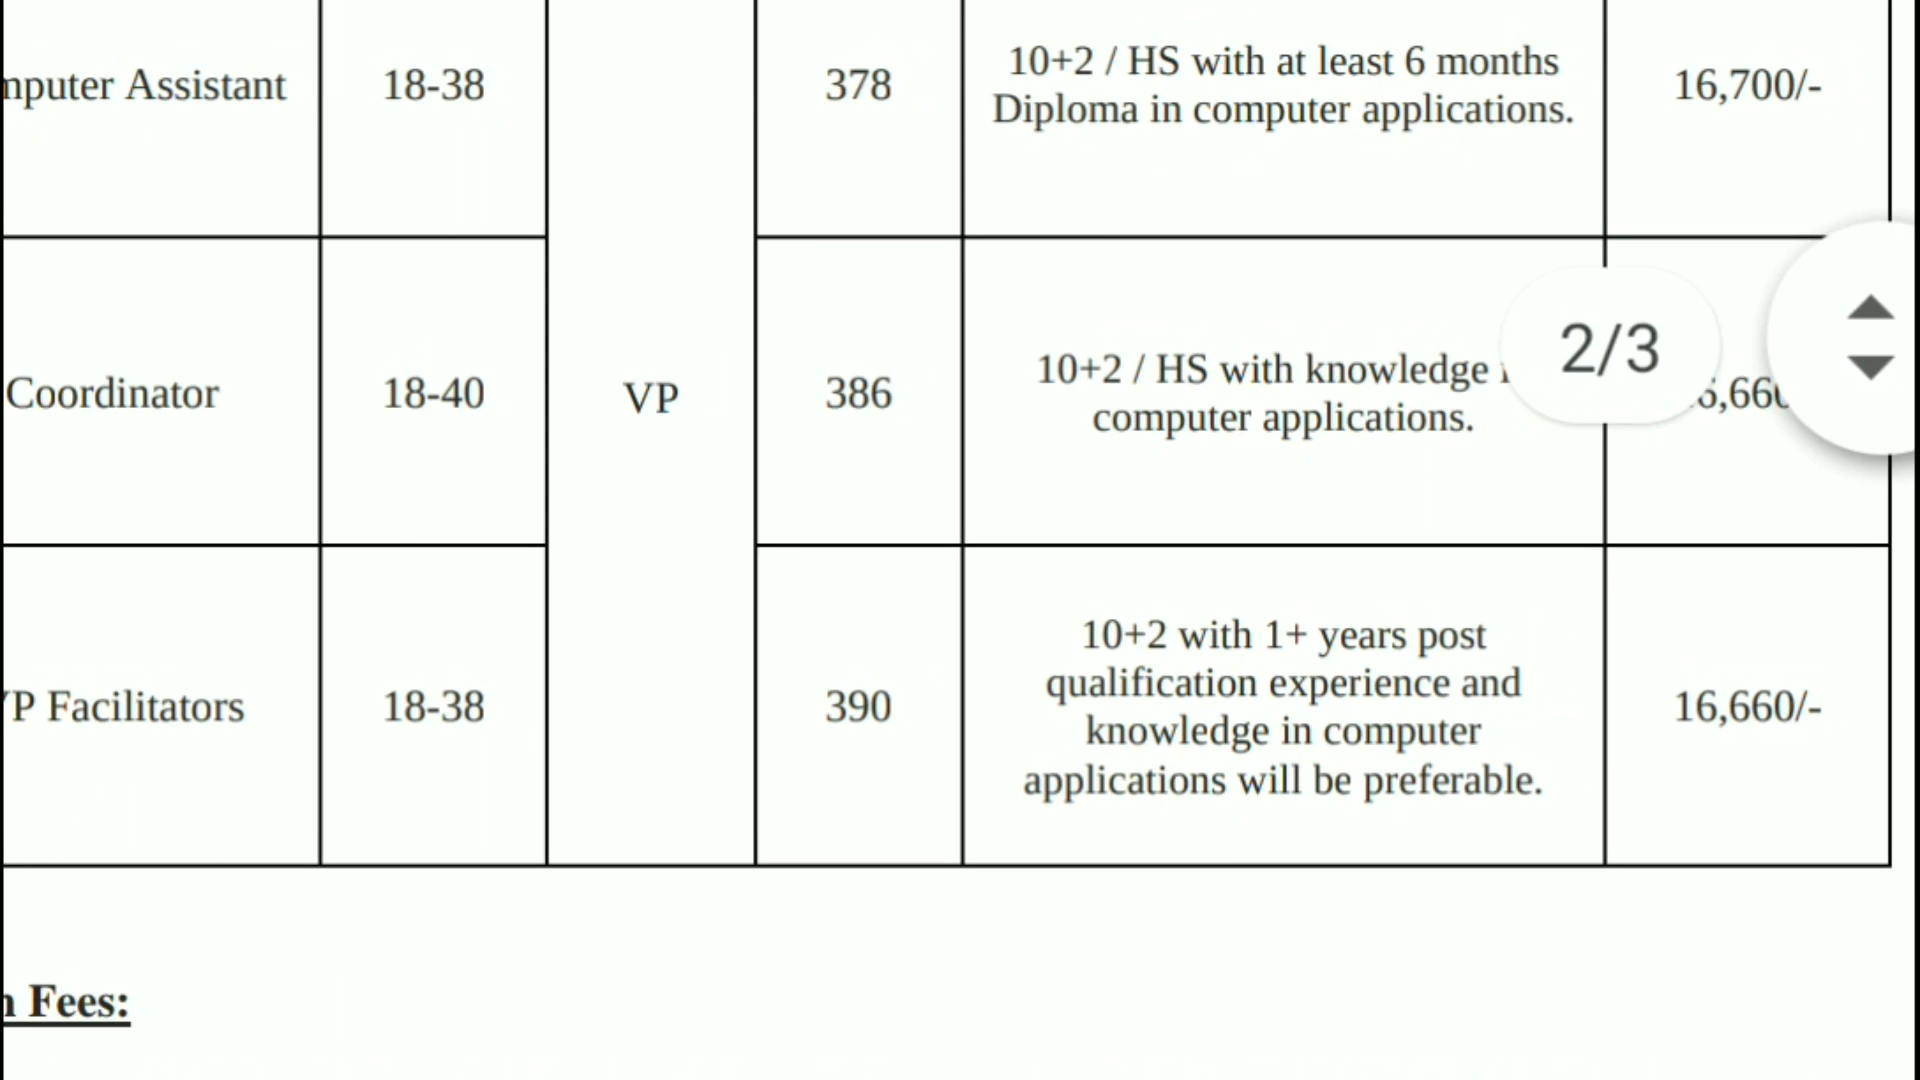 Assistant 18-38 378 10+2 / HS with at least 6 months 16,700/-
Diploma in computer applications.
Coordinator 18-40 VP 386 10+2 / HS with knowledge
computer applications.
2/3
Facilitators 18-38 390 10+2 with 1+ years post 16,660/-
qualification experience and
knowledge in computer
applications will be preferable.
Fees: